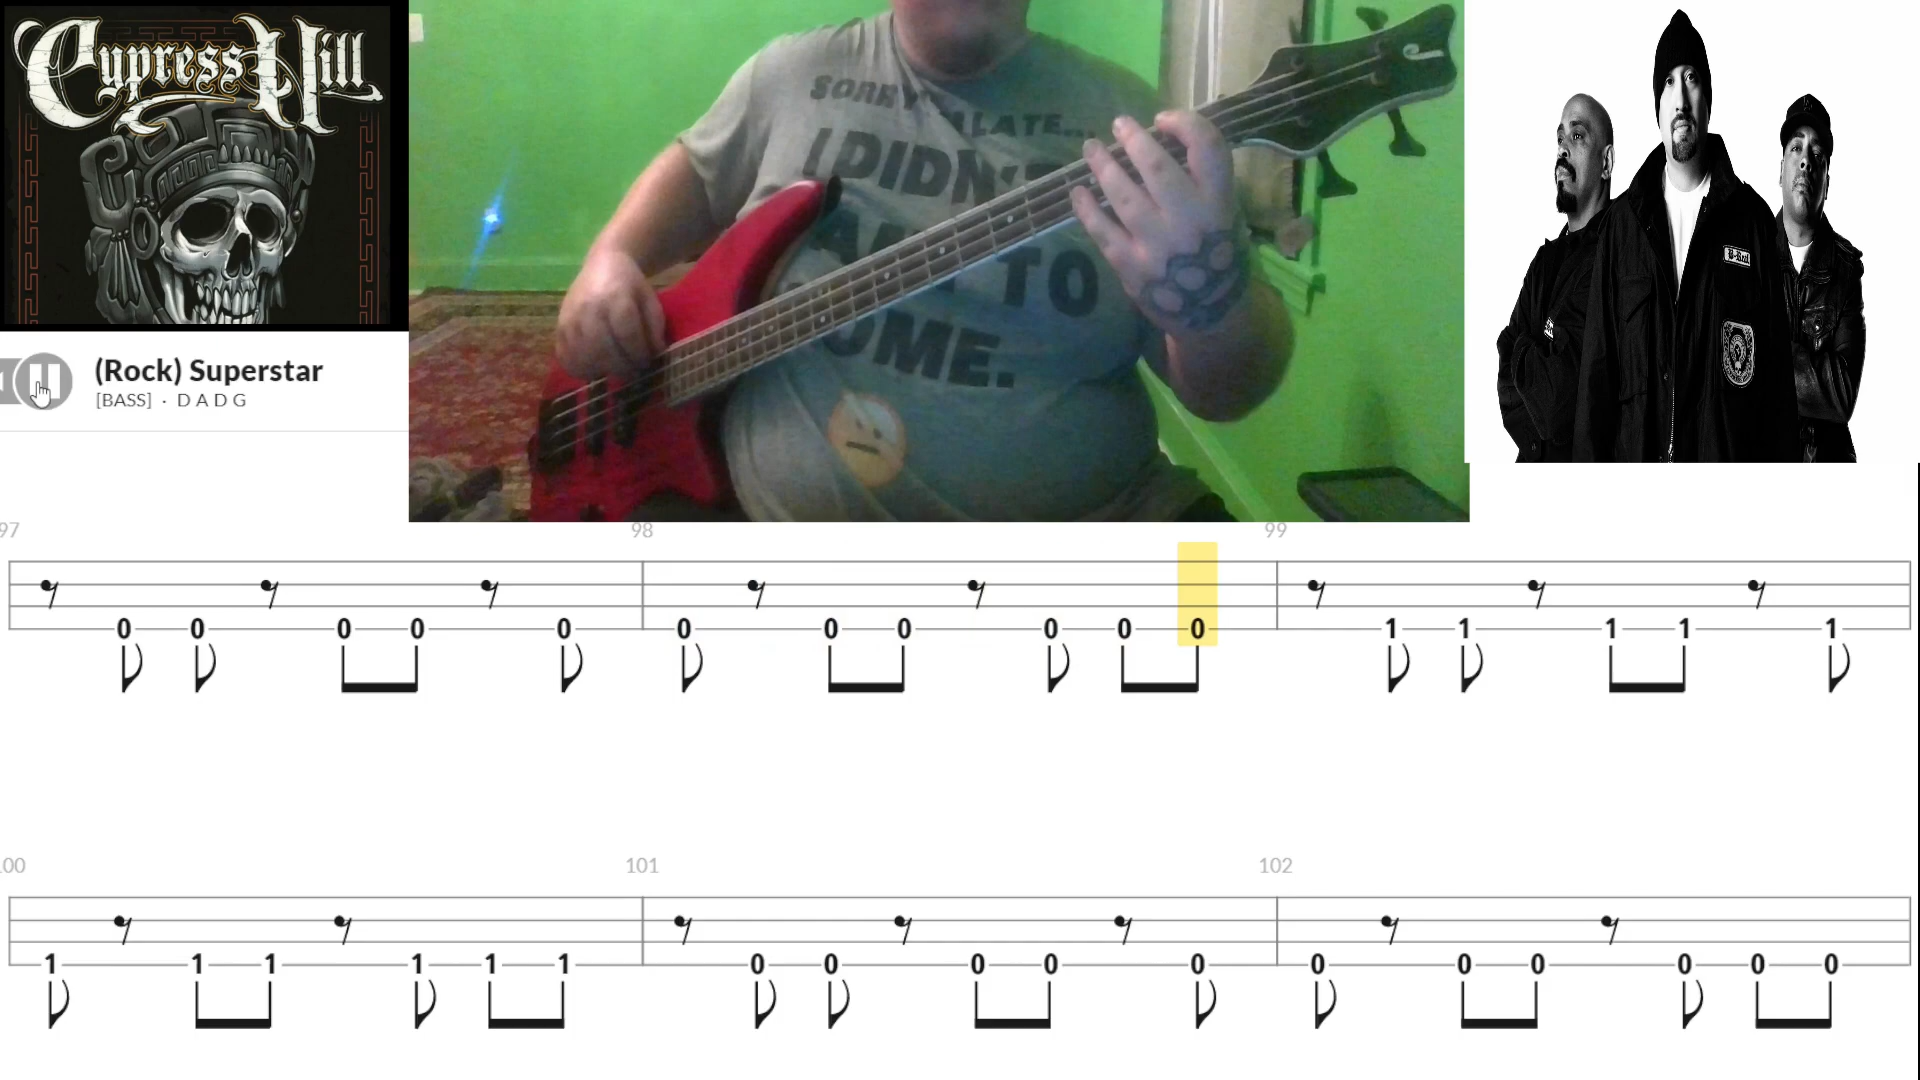 Cypress Hill
SORRY LATE...
I DIDN'T
TO
(Rock) Superstar
[BASS] · D A D G
B-Real
97 98 99
0 0 0 0 0 0 0 0 0 0 0 1 1 1 1 1
100 101 102
1 1 1 1 1 1 0 0 0 0 0 0 0 0 0 0 0